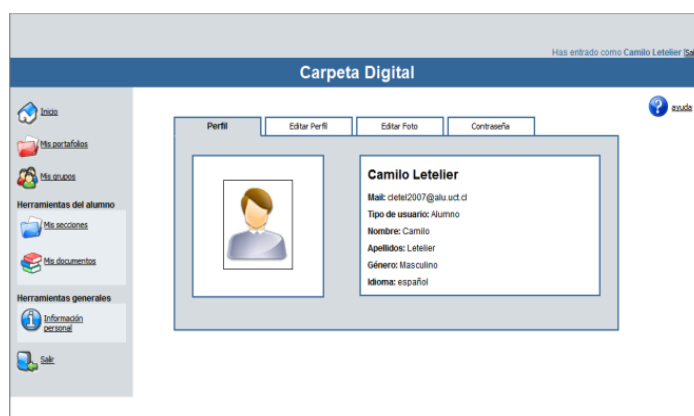 Has entrado como Camilo Letelier
Carpeta Digital
Inicio
Mis portafolios
Mis grupos
Herramientas del alumno
Mis secciones
Mis documentos
Herramientas generales
Información
personal
Salir
Perfil
Editar Perfil
Editar Foto
Contraseña
ayuda
Camilo Letelier
Mail: cletel2007@alu.uct.cl
Tipo de usuario: Alumno
Nombre: Camilo
Apellidos: Letelier
Género: Masculino
Idioma: español